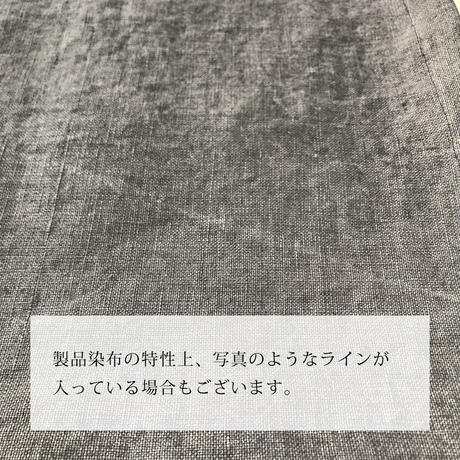 製品染布の特性上、写真のようなラインが
入っている場合もございます。